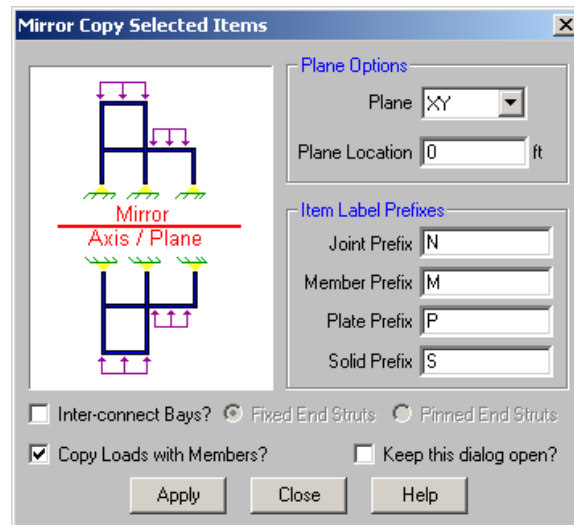 Mirror Copy Selected Items
Mirror
Axis / Plane
Plane Options
Plane XY
Plane Location 0 ft
Item Label Prefixes
Joint Prefix N
Member Prefix M
Plate Prefix P
Solid Prefix S
Inter-connect Bays? Fixed End Struts Pinned End Struts
Copy Loads with Members? Keep this dialog open?
Apply Close Help